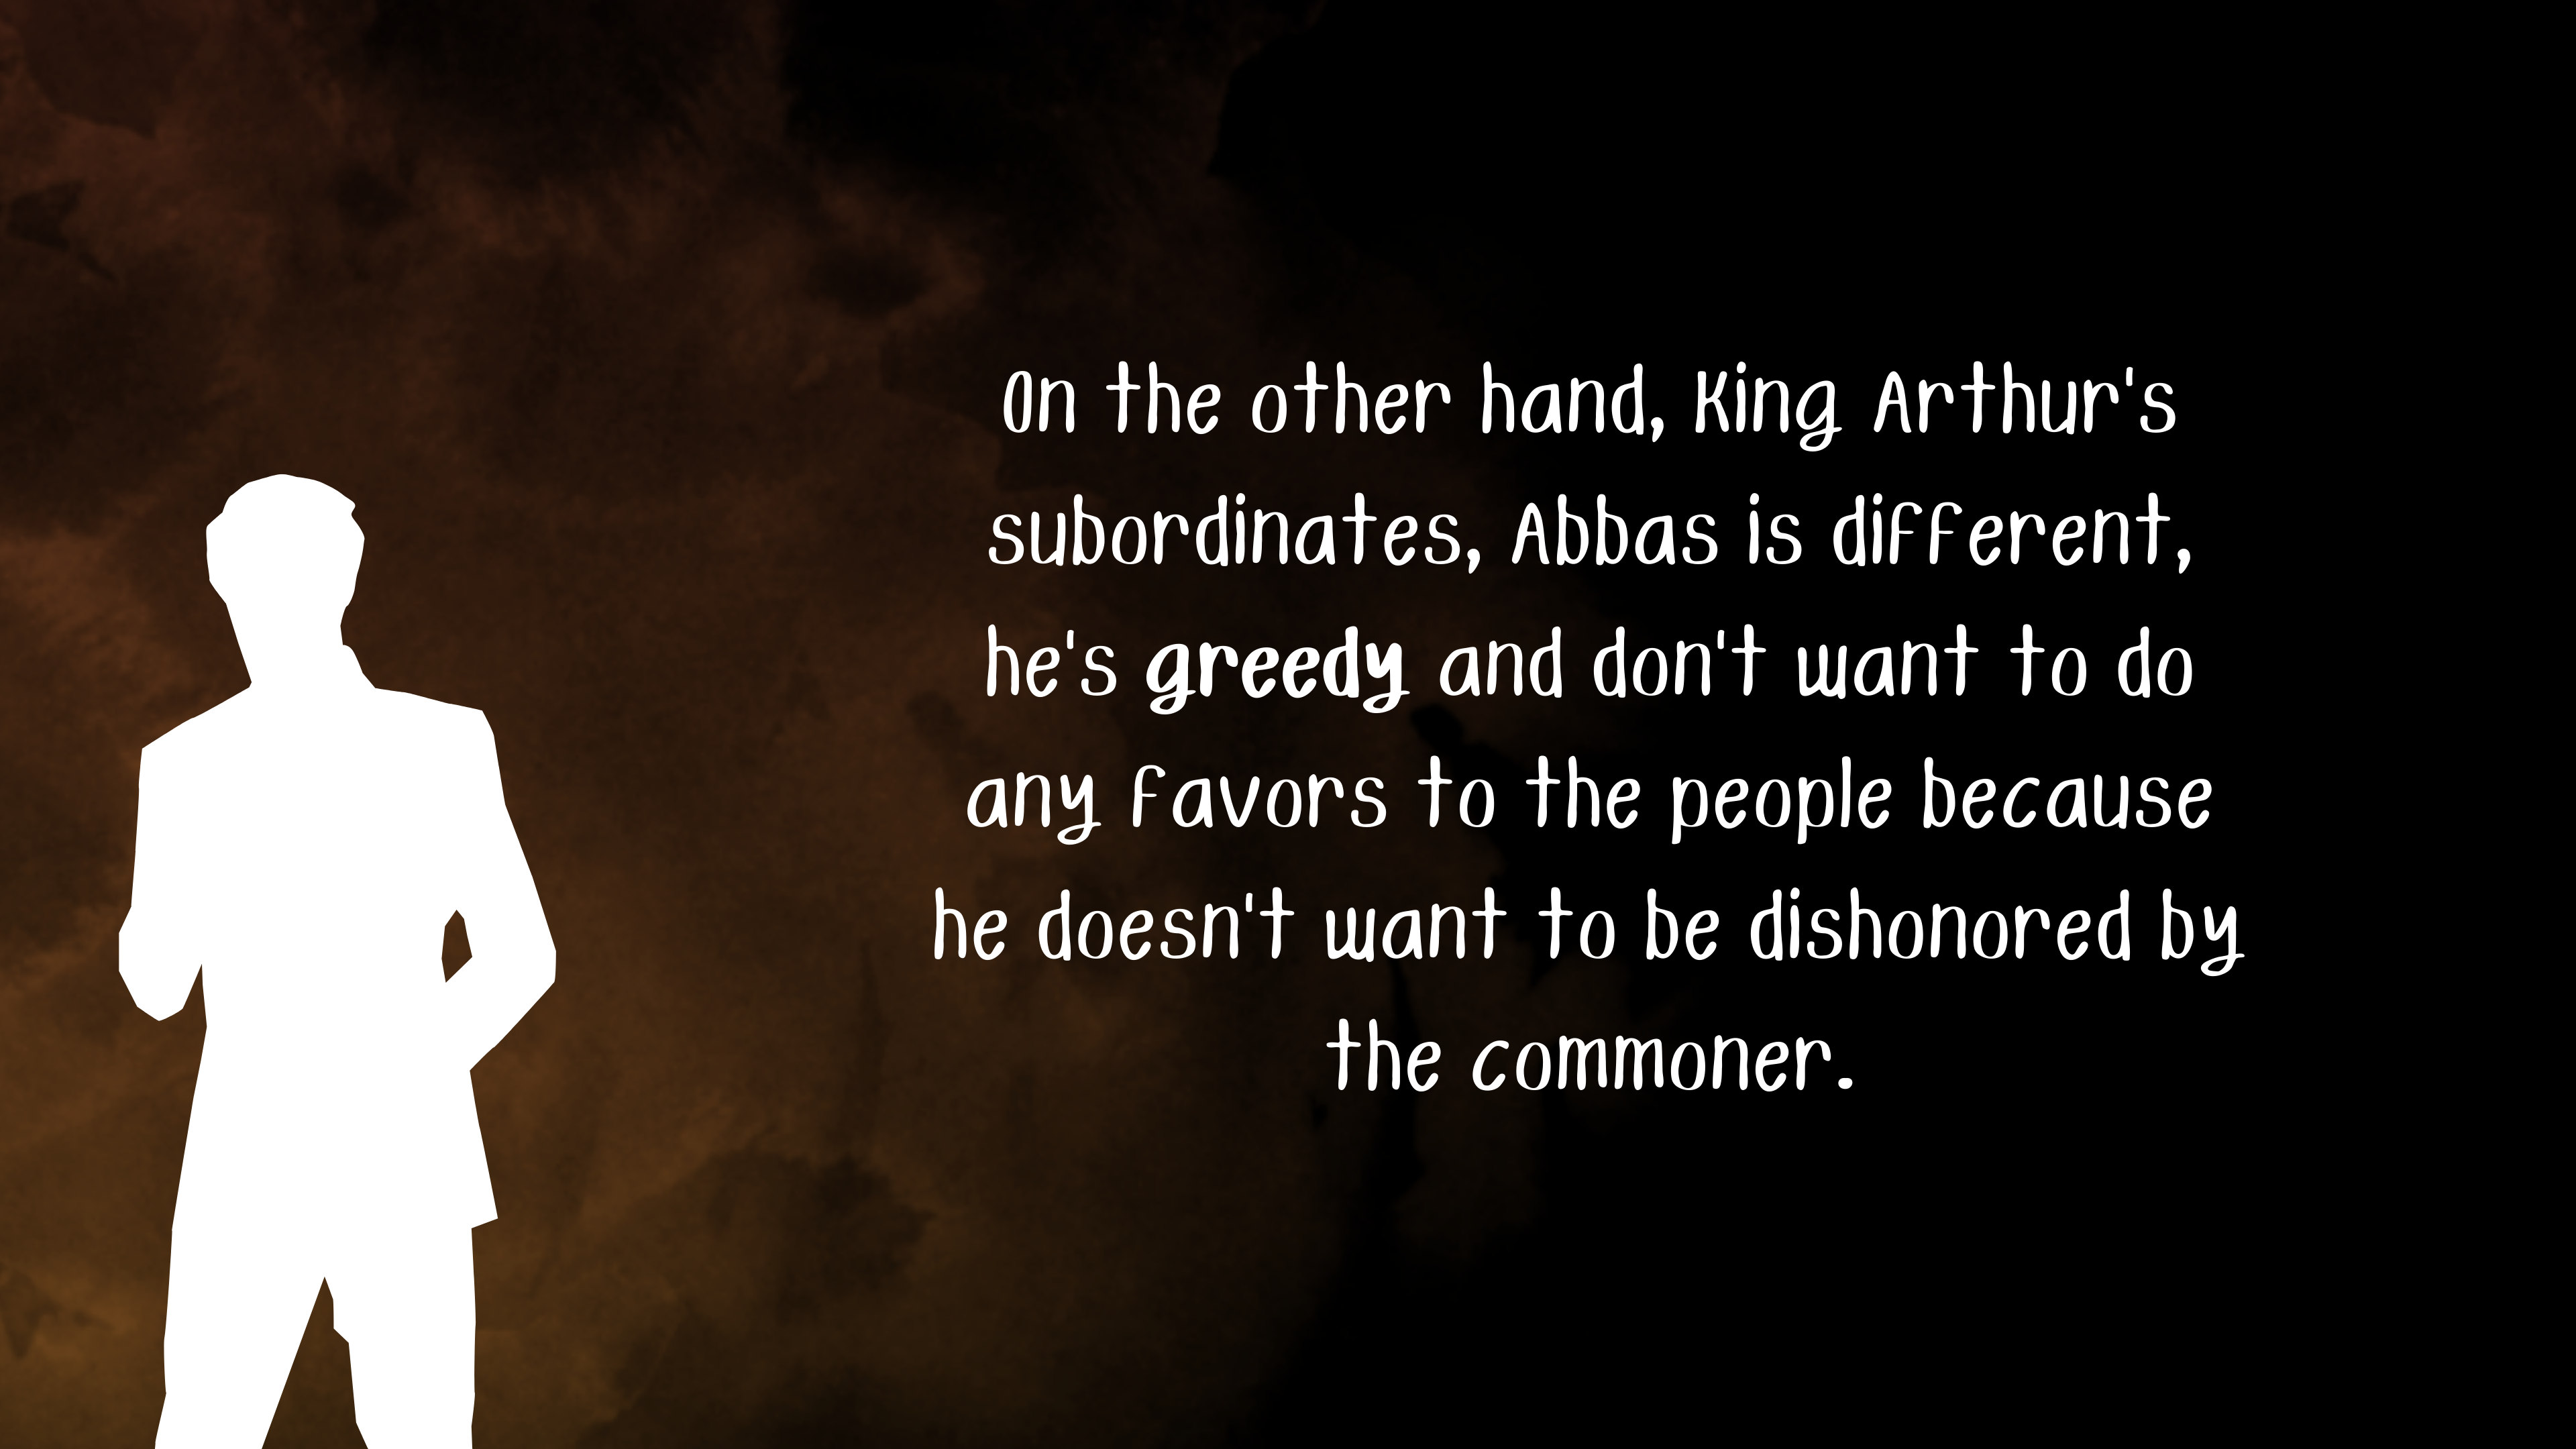 On the other hand, King Arthur's
subordinates, Abbas is different,
he's greedy and don't want to do
any favors to the people because
he doesn't want to be dishonored by
the commoner.